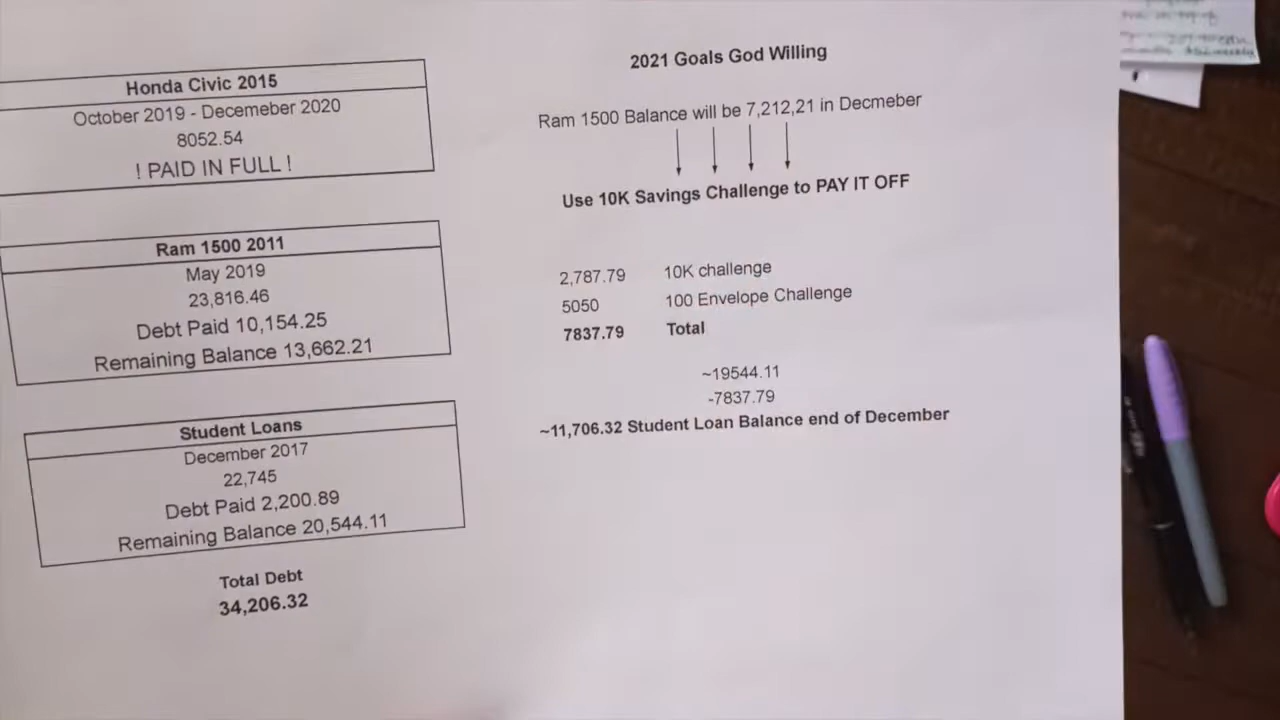 Honda Civic 2015
October 2019 - Decemeber 2020
8052.54
! PAID IN FULL !
Ram 1500 2011
May 2019
23,816.46
Debt Paid 10,154.25
Remaining Balance 13,662.21
Student Loans
December 2017
22,745
Debt Paid 2,200.89
Remaining Balance 20,544.11
Total Debt
34,206.32
2021 Goals God Willing
Ram 1500 Balance will be 7,212,21 in Decmeber
Use 10K Savings Challenge to PAY IT OFF
2,787.79 10K challenge
5050 100 Envelope Challenge
7837.79 Total
~19544.11
-7837.79
~11,706.32 Student Loan Balance end of December